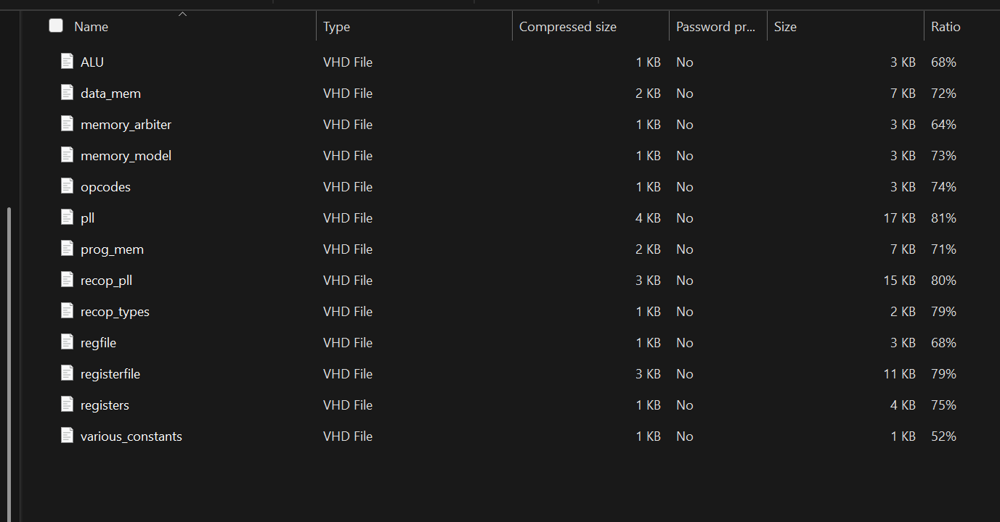 Name Type Compressed size Password pr... Size Ratio
ALU VHD File 1 KB No 3 KB 68%
data_mem VHD File 2 KB No 7 KB 72%
memory_arbiter VHD File 1 KB No 3 KB 64%
memory_model VHD File 1 KB No 3 KB 73%
opcodes VHD File 1 KB No 3 KB 74%
pll VHD File 4 KB No 17 KB 81%
prog_mem VHD File 2 KB No 7 KB 71%
recop_pll VHD File 3 KB No 15 KB 80%
recop_types VHD File 1 KB No 2 KB 79%
regfile VHD File 1 KB No 3 KB 68%
registerfile VHD File 3 KB No 11 KB 79%
registers VHD File 1 KB No 4 KB 75%
various_constants VHD File 1 KB No 1 KB 52%